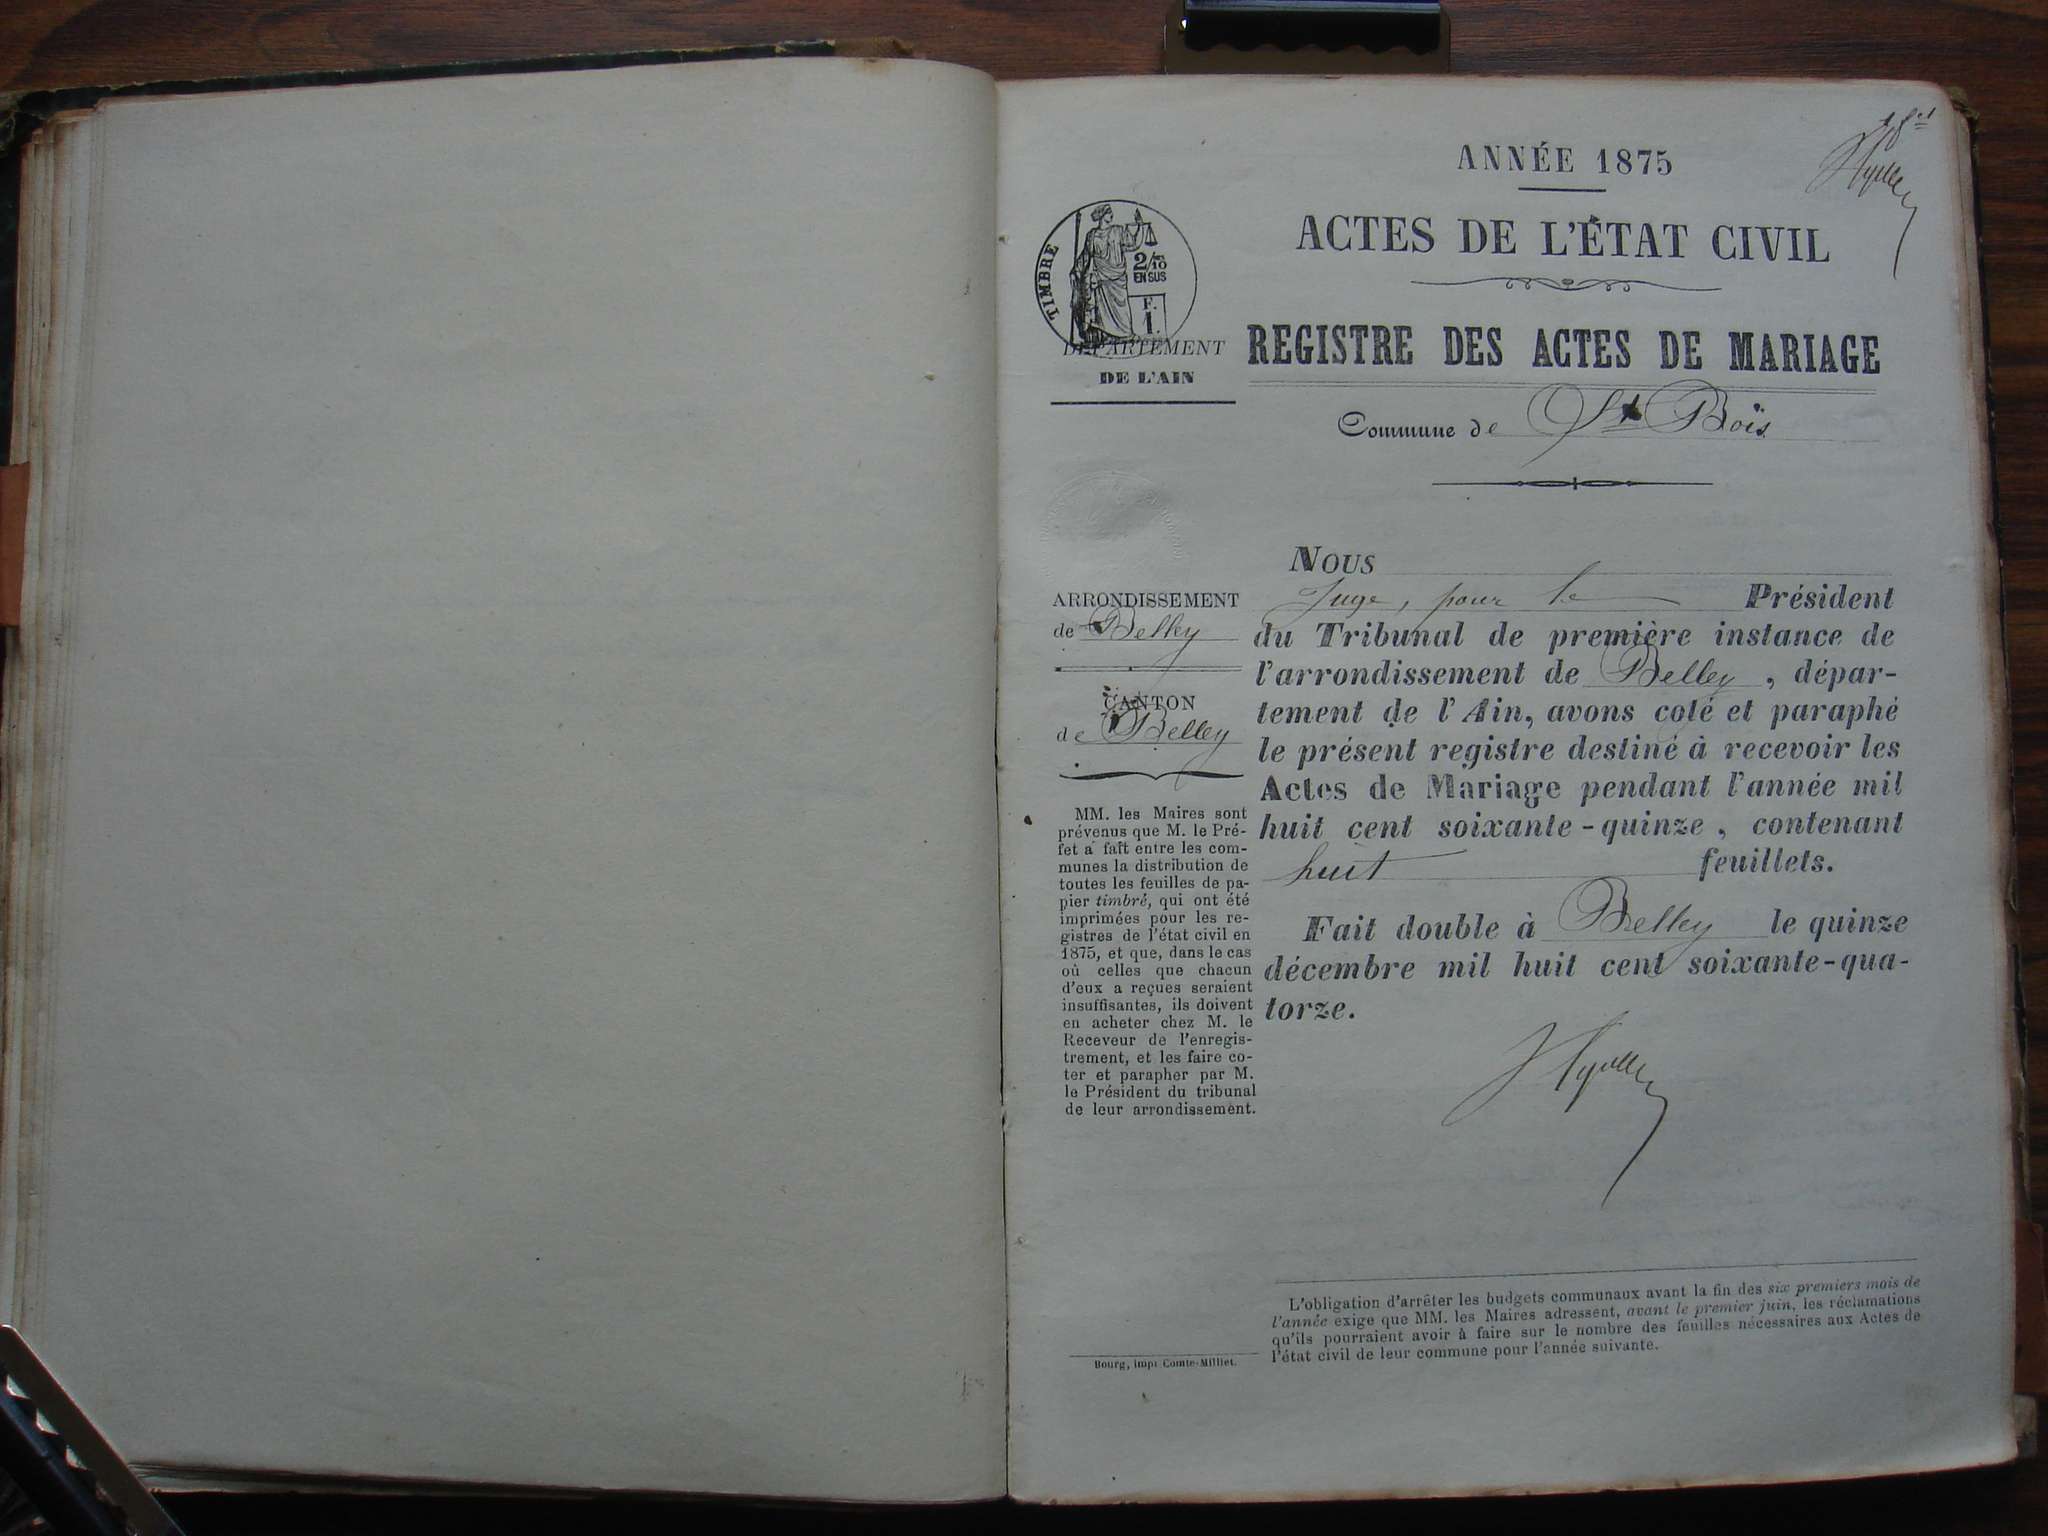 ANNÉE 1875
ACTES DE L'ÉTAT CIVIL
TIMBRE
2/10
EN SUS
F.
1.
DÉPARTEMENT
DE L'AIN
REGISTRE DES ACTES DE MARIAGE
Commune de St Bois
ARRONDISSEMENT
de Belley
CANTON
de Belley
MM. les Maires sont
prévenus que M. le Pré-
fet a fait entre les com-
munes la distribution de
toutes les feuilles de pa-
pier timbré, qui ont été
imprimées pour les re-
gistres de l'état civil en
1875, et que, dans le cas
où celles que chacun
d'eux a reçues seraient
insuffisantes, ils doivent
en acheter chez M. le
Receveur de l'enregis-
trement, et les faire co-
ter et parapher par M.
le Président du tribunal
de leur arrondissement.
NOUS
Juge, pour le Président
du Tribunal de première instance de
l'arrondissement de Belley, dépar-
tement de l'Ain, avons coté et paraphé
le présent registre destiné à recevoir les
Actes de Mariage pendant l'année mil
huit cent soixante-quinze, contenant
huit feuillets.
Fait double à Belley le quinze
décembre mil huit cent soixante-qua-
torze.
L'obligation d'arrêter les budgets communaux avant la fin des six premiers mois de
l'année exige que MM. les Maires adressent, avant le premier juin, les réclamations
qu'ils pourraient avoir à faire sur le nombre des feuilles nécessaires aux Actes de
l'état civil de leur commune pour l'année suivante.
Bourg, imp. Comte-Milliet.